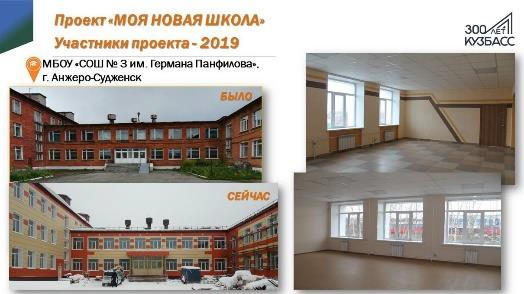 Проект «МОЯ НОВАЯ ШКОЛА»
Участники проекта - 2019
300 ЛЕТ
КУЗБАСС
МБОУ «СОШ № 3 им. Германа Панфилова»,
г. Анжеро-Судженск
БЫЛО
СЕЙЧАС